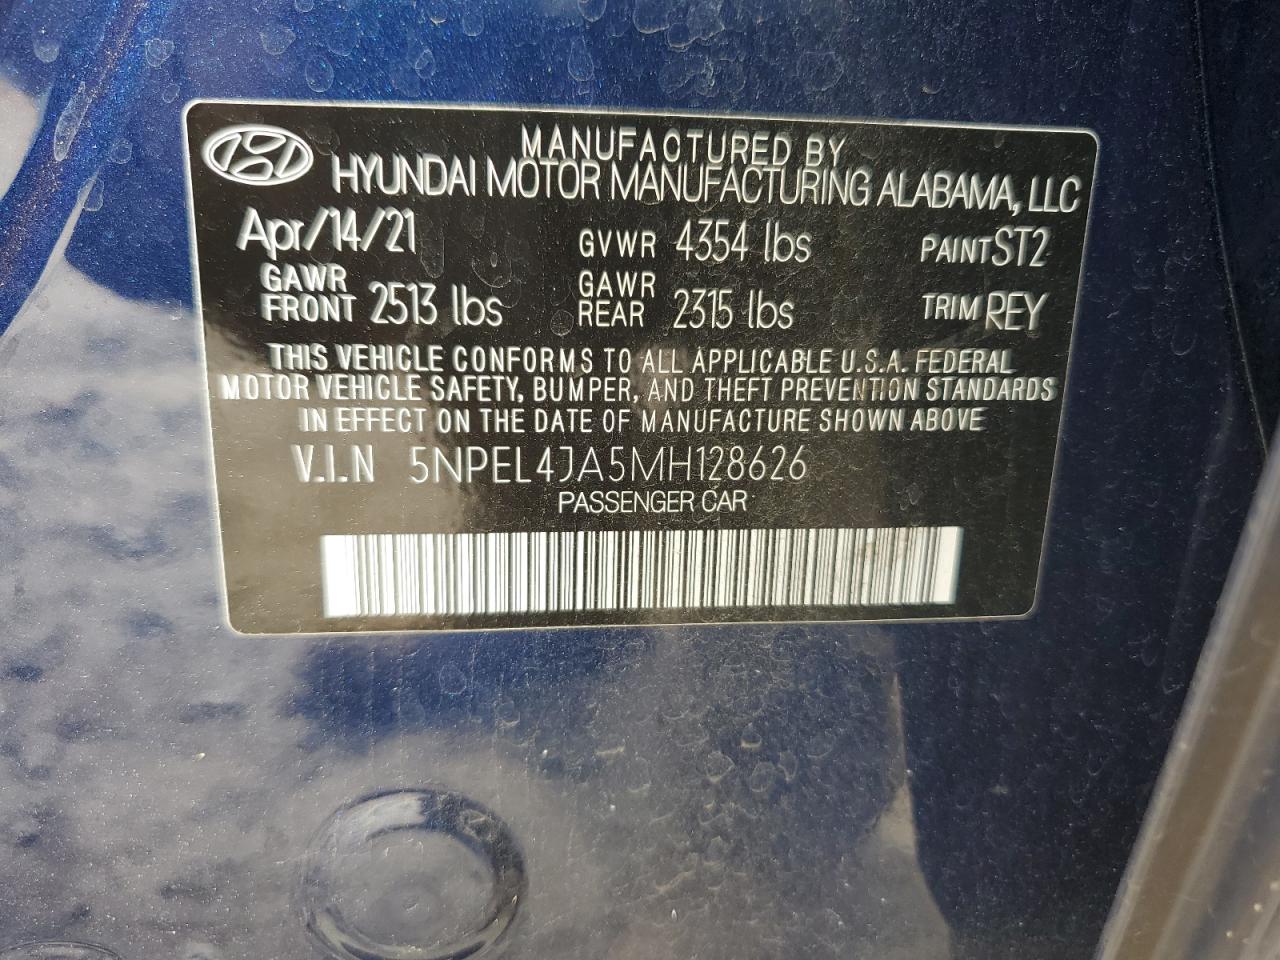 MANUFACTURED BY
HYUNDAI MOTOR MANUFACTURING ALABAMA, LLC
Apr/14/21 GVWR 4354 lbs PAINT ST2
GAWR FRONT 2513 lbs GAWR REAR 2315 lbs TRIM REY
THIS VEHICLE CONFORMS TO ALL APPLICABLE U.S.A. FEDERAL
MOTOR VEHICLE SAFETY, BUMPER, AND THEFT PREVENTION STANDARDS
IN EFFECT ON THE DATE OF MANUFACTURE SHOWN ABOVE
V.I.N 5NPEL4JA5MH128626
PASSENGER CAR